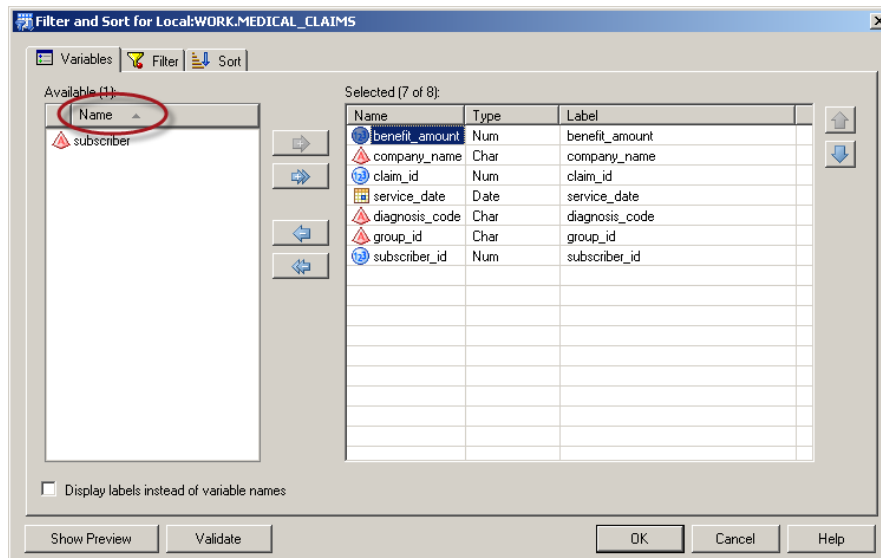 Filter and Sort for Local:WORK.MEDICAL_CLAIMS
Variables Filter Sort
Available (1): Selected (7 of 8):
Name Name Type Label
subscriber benefit_amount Num benefit_amount
company_name Char company_name
claim_id Num claim_id
service_date Date service_date
diagnosis_code Char diagnosis_code
group_id Char group_id
subscriber_id Num subscriber_id
Display labels instead of variable names
Show Preview Validate OK Cancel Help